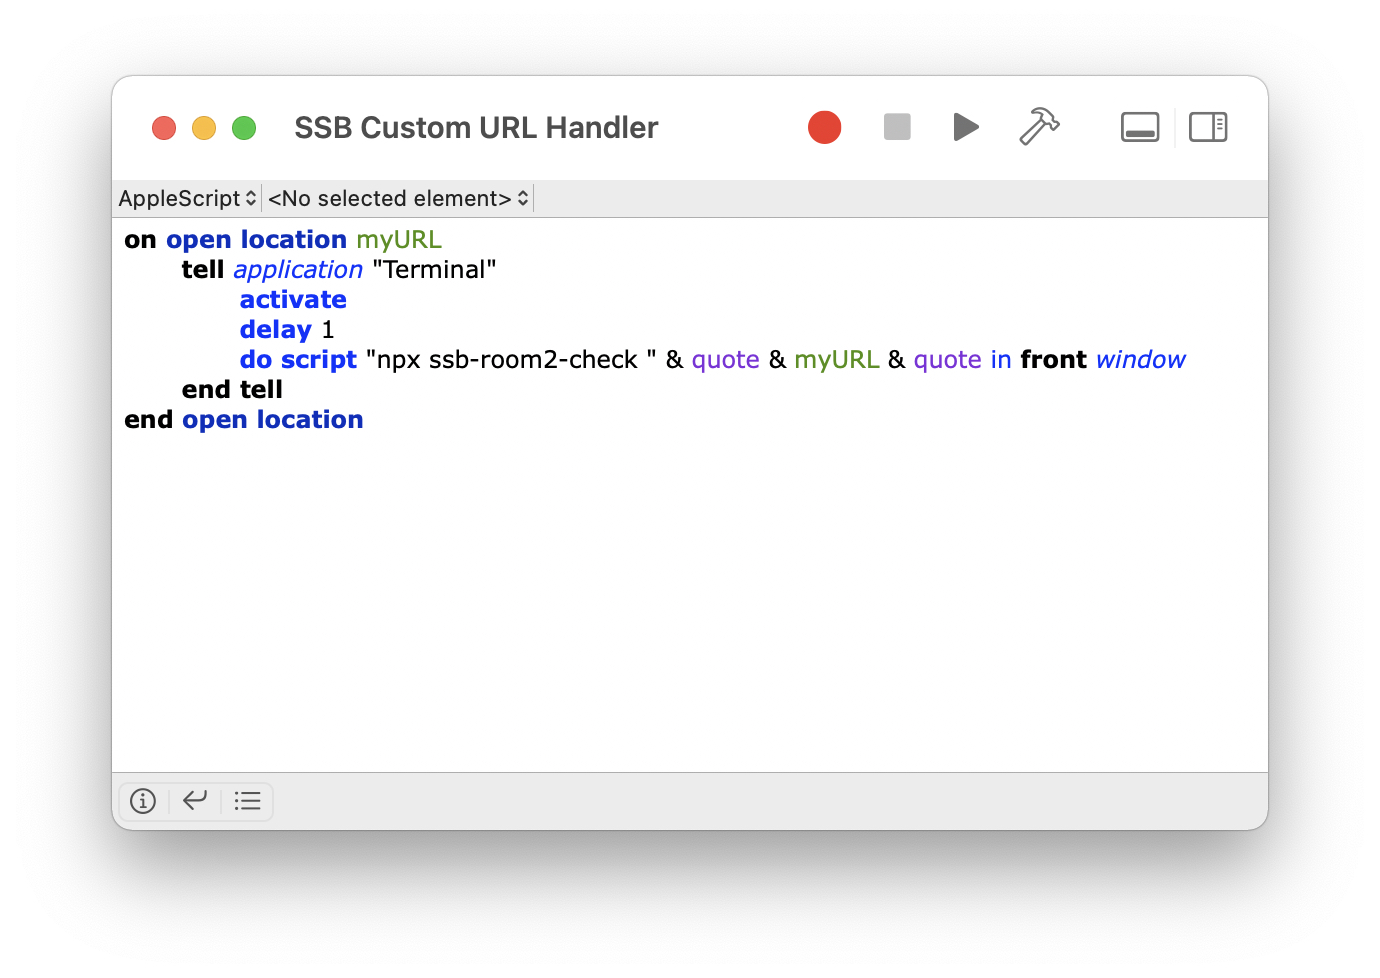 SSB Custom URL Handler
AppleScript <No selected element>
on open location myURL
tell application "Terminal"
activate
delay 1
do script "npx ssb-room2-check " & quote & myURL & quote in front window
end tell
end open location